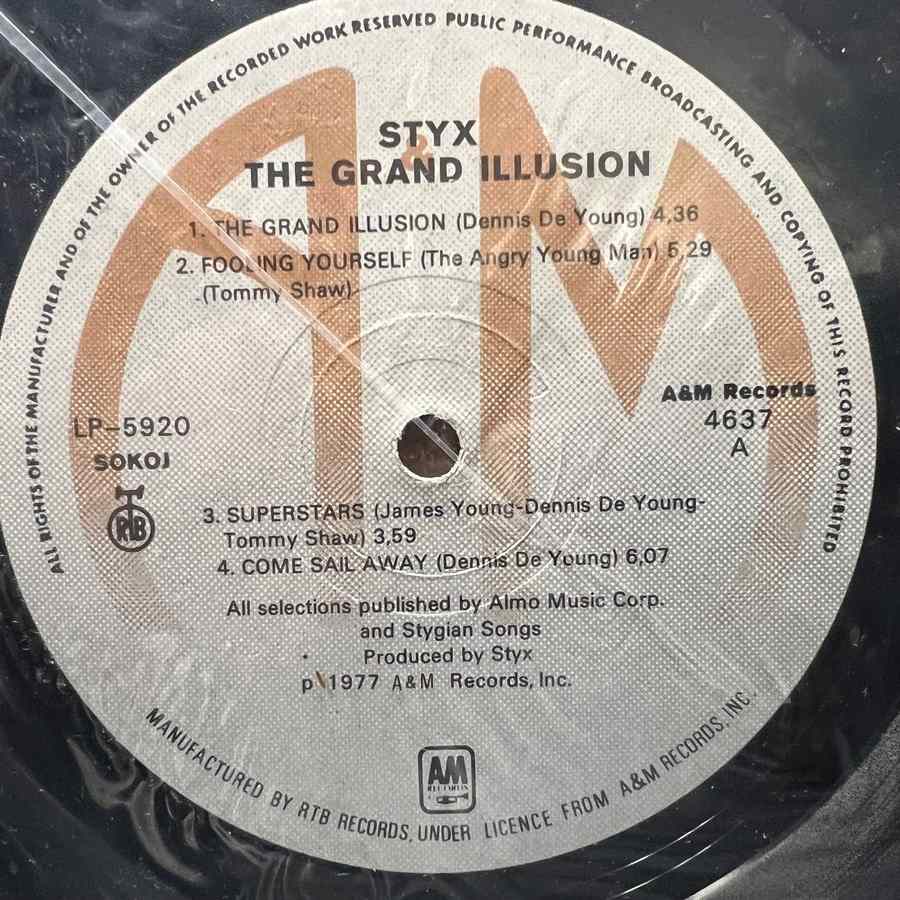 ALL RIGHTS OF THE MANUFACTURER AND OF THE OWNER OF THE RECORDED WORK RESERVED PUBLIC PERFORMANCE BROADCASTING AND COPYING OF THIS RECORD PROHIBITED
STYX
THE GRAND ILLUSION
1. THE GRAND ILLUSION (Dennis De Young) 4,36
2. FOOLING YOURSELF (The Angry Young Man) 5,29
(Tommy Shaw)
A&M Records
4637
A
LP-5920
SOKOJ
RTB
3. SUPERSTARS (James Young-Dennis De Young-
Tommy Shaw) 3,59
4. COME SAIL AWAY (Dennis De Young) 6,07
All selections published by Almo Music Corp.
and Stygian Songs
Produced by Styx
p 1977 A&M Records, Inc.
AM
RECORDS
MANUFACTURED BY RTB RECORDS, UNDER LICENCE FROM A&M RECORDS, INC.